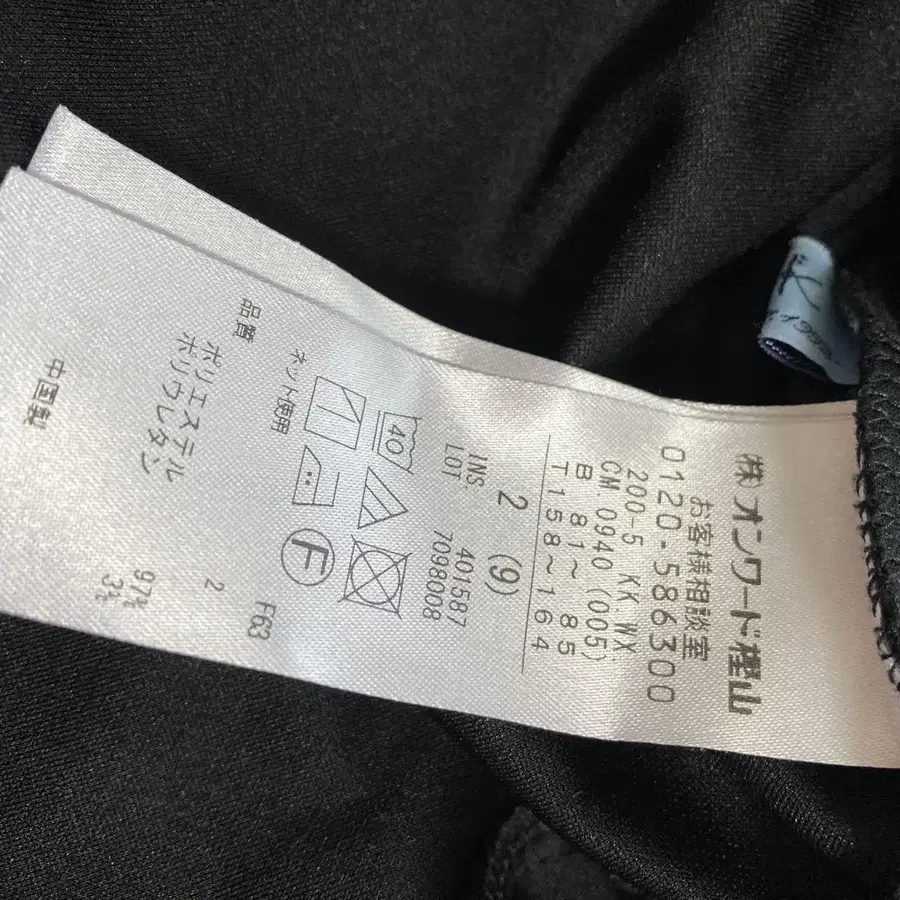 ㈱オンワード樫山
お客様相談室
0120-586300
200-5 KK.WX.
CM.0940(005)
B 81～ 85
T 158～164
2 (9)
INS. 401587
LOT 7098008
40
F
ネット使用
F63
品質
2
ポリエステル 97%
ポリウレタン 3%
中国製